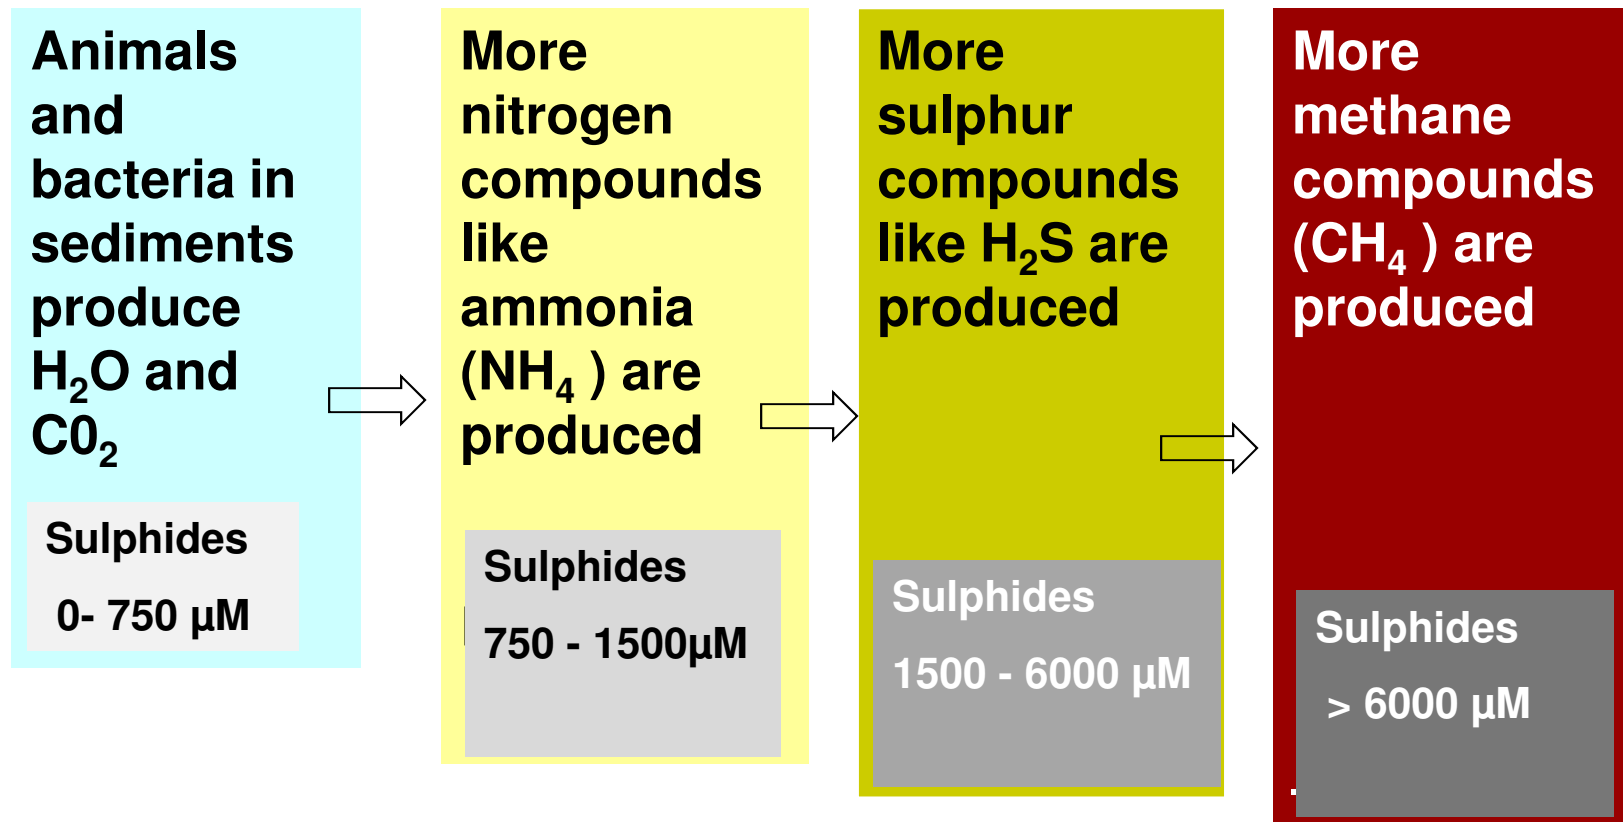 Animals
and
bacteria in
sediments
produce
H₂O and
C0₂
Sulphides
0- 750 µM
More
nitrogen
compounds
like
ammonia
(NH₄ ) are
produced
Sulphides
750 - 1500µM
More
sulphur
compounds
like H₂S are
produced
Sulphides
1500 - 6000 µM
More
methane
compounds
(CH₄ ) are
produced
Sulphides
> 6000 µM